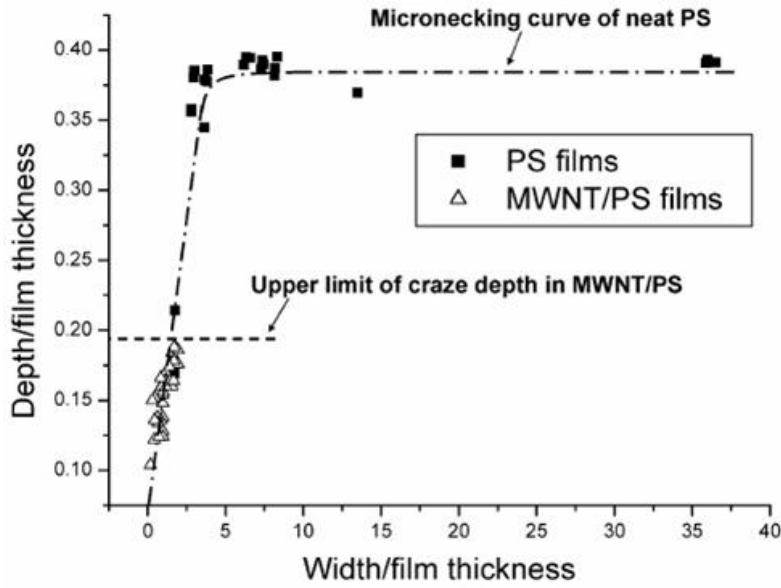 Micronecking curve of neat PS
0.40
0.35
0.30
0.25
0.20
0.15
0.10
Depth/film thickness
PS films
MWNT/PS films
Upper limit of craze depth in MWNT/PS
0 5 10 15 20 25 30 35 40
Width/film thickness